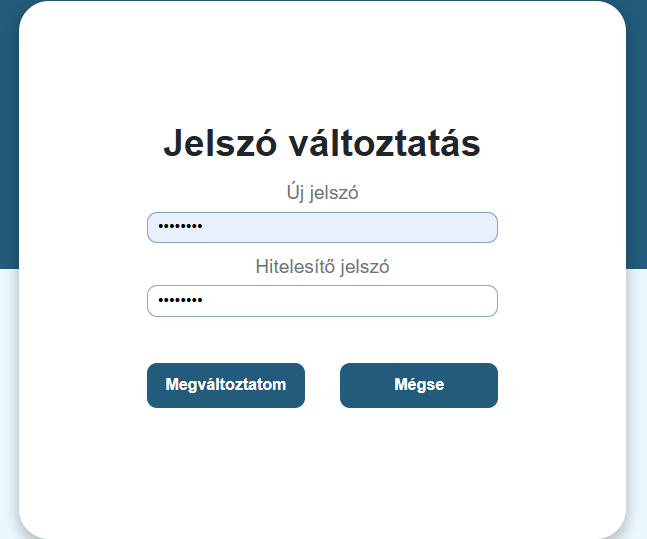 Jelszó változtatás
Új jelszó
••••••••
Hitelesítő jelszó
••••••••
Megváltoztatom Mégse